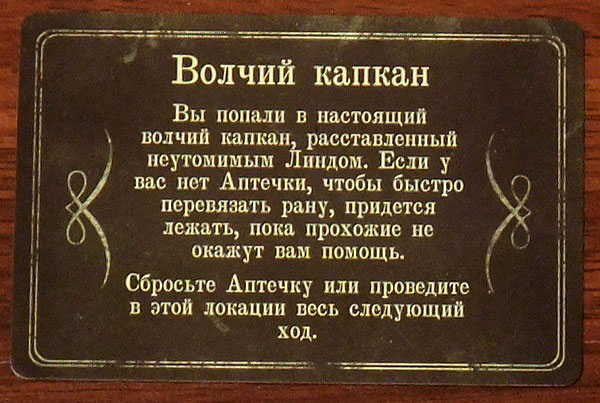 Волчий капкан
Вы попали в настоящий
волчий капкан, расставленный
неутомимым Линдом. Если у
вас нет Аптечки, чтобы быстро
перевязать рану, придется
лежать, пока прохожие не
окажут вам помощь.
Сбросьте Аптечку или проведите
в этой локации весь следующий
ход.